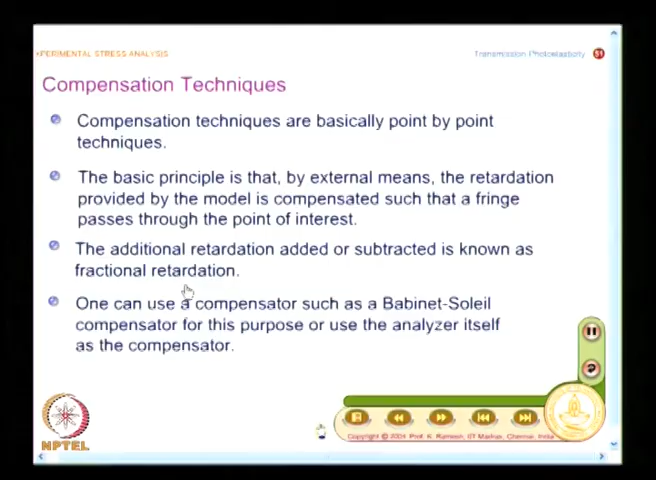 EXPERIMENTAL STRESS ANALYSIS
Transmission Photoelasticity 51
Compensation Techniques
Compensation techniques are basically point by point
techniques.
The basic principle is that, by external means, the retardation
provided by the model is compensated such that a fringe
passes through the point of interest.
The additional retardation added or subtracted is known as
fractional retardation.
One can use a compensator such as a Babinet-Soleil
compensator for this purpose or use the analyzer itself
as the compensator.
NPTEL
Copyright © 2004 Prof. K. Ramesh, IIT Madras, Chennai, India